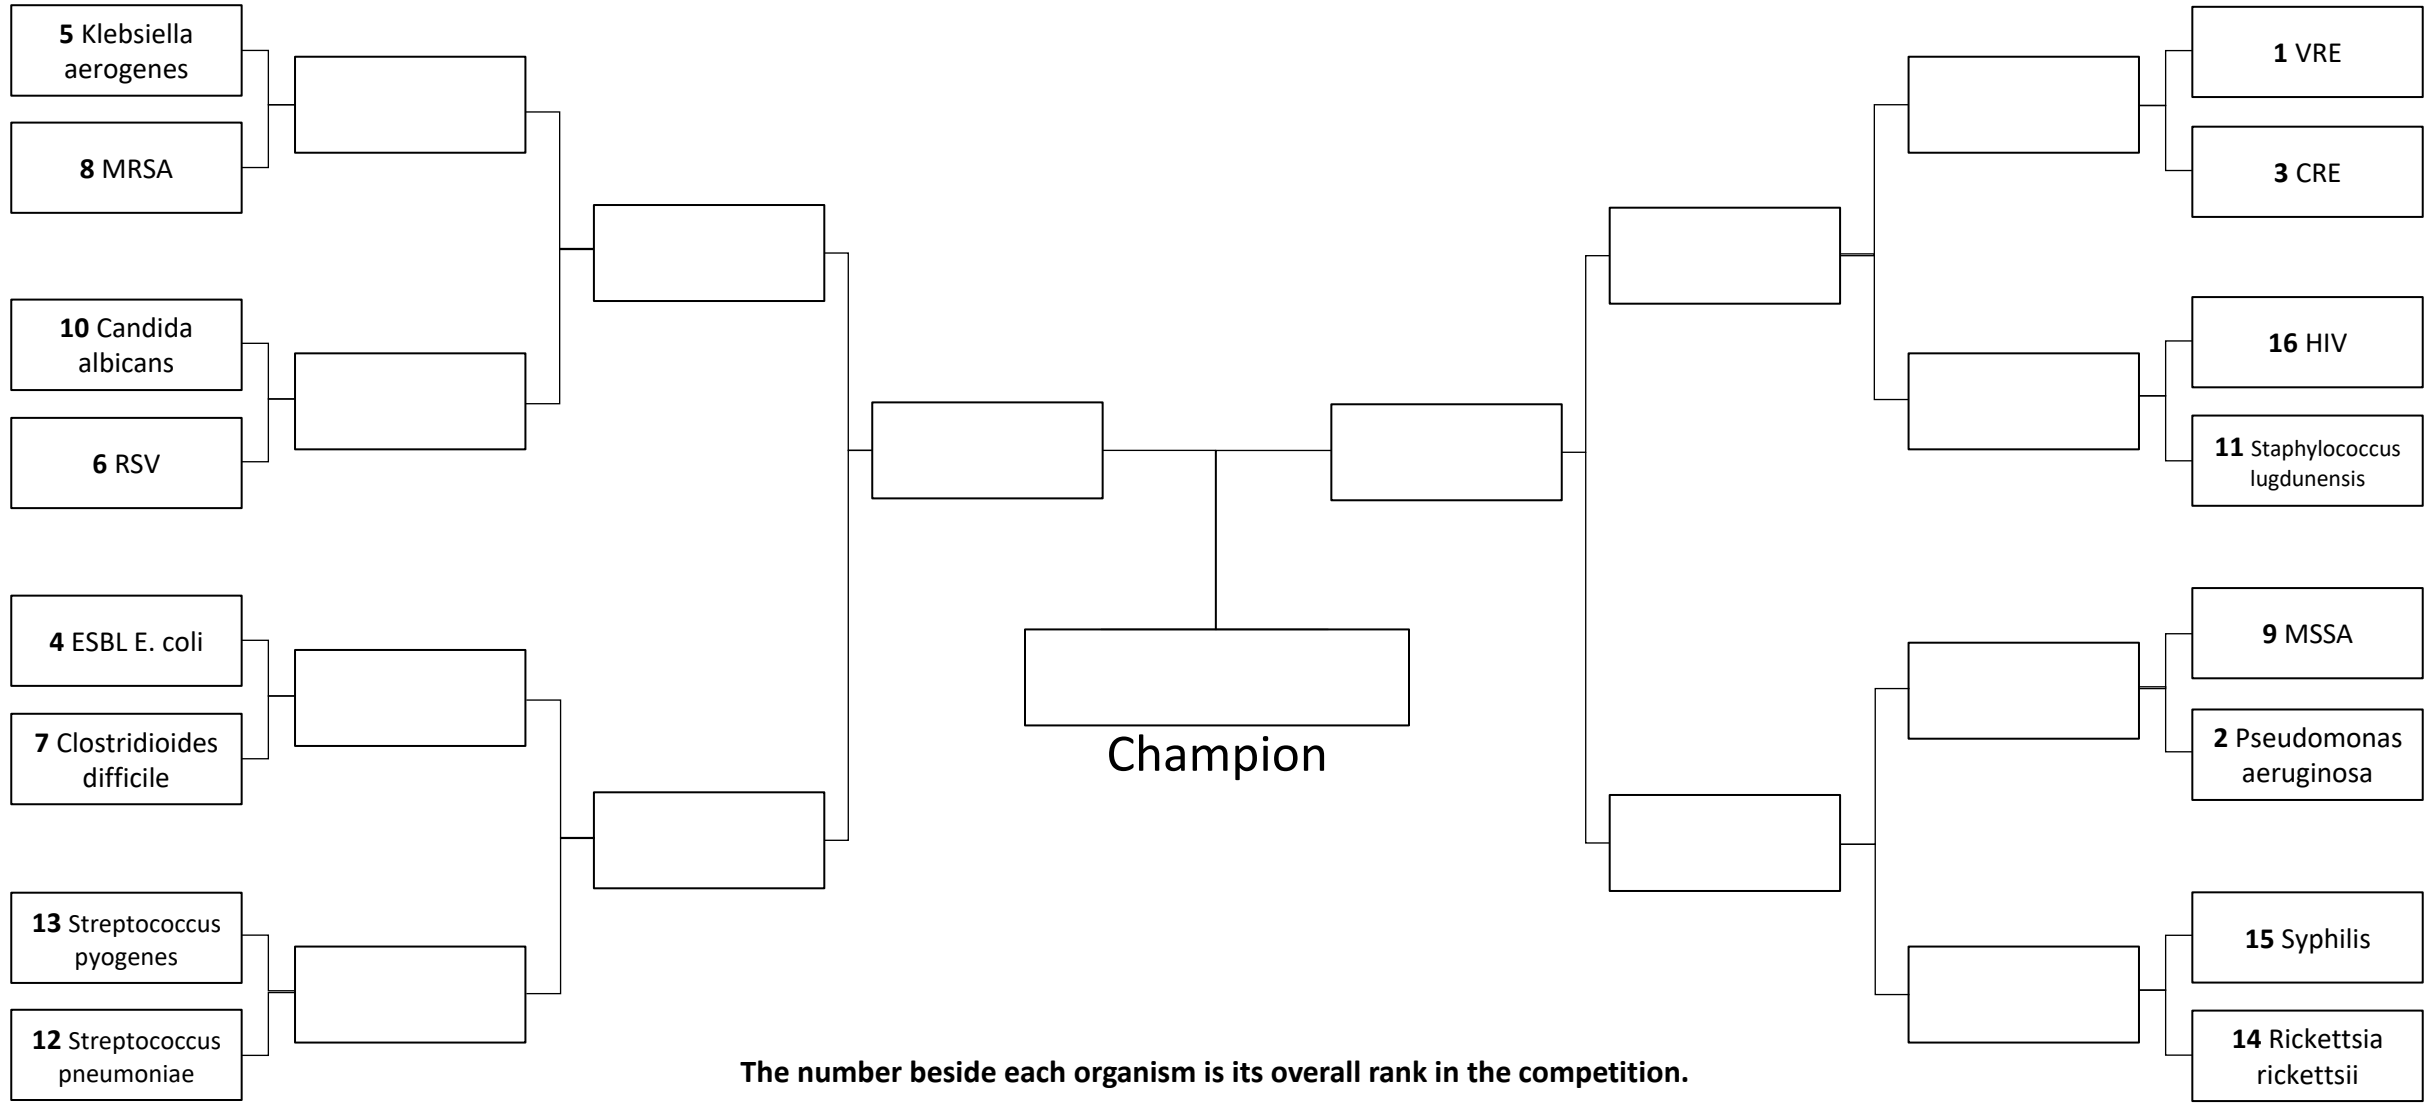 5 Klebsiella
aerogenes
8 MRSA
10 Candida
albicans
6 RSV
4 ESBL E. coli
7 Clostridioides
difficile
13 Streptococcus
pyogenes
12 Streptococcus
pneumoniae
Champion
1 VRE
3 CRE
16 HIV
11 Staphylococcus
lugdunensis
9 MSSA
2 Pseudomonas
aeruginosa
15 Syphilis
14 Rickettsia
rickettsii
The number beside each organism is its overall rank in the competition.